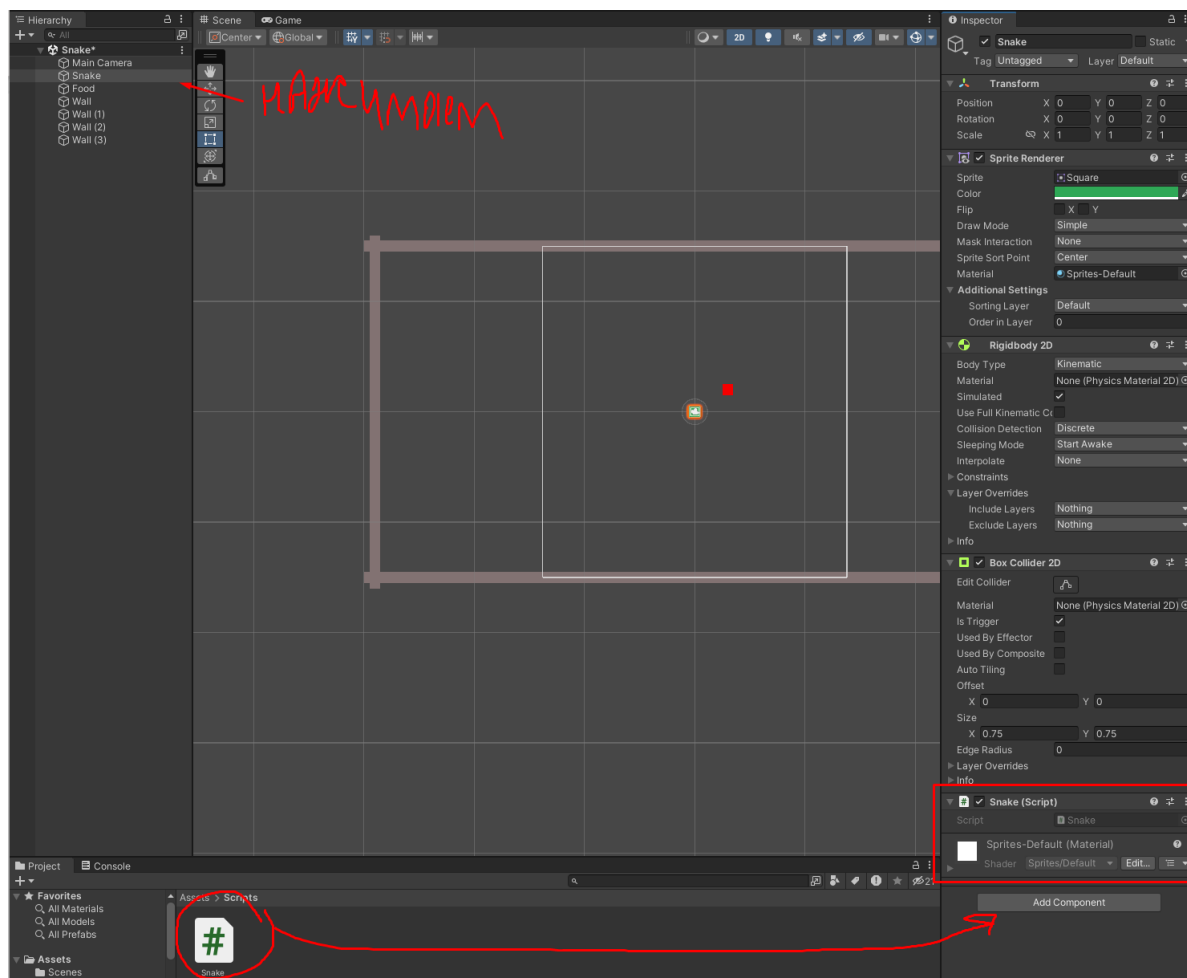 Hierarchy
All
Snake*
Main Camera
Snake
Food
Wall
Wall (1)
Wall (2)
Wall (3)
Scene
Game
Center
Global
2D
Inspector
Snake
Static
Tag Untagged
Layer Default
Transform
Position X 0 Y 0 Z 0
Rotation X 0 Y 0 Z 0
Scale X 1 Y 1 Z 1
Sprite Renderer
Sprite Square
Color
Flip X Y
Draw Mode Simple
Mask Interaction None
Sprite Sort Point Center
Material Sprites-Default
Additional Settings
Sorting Layer Default
Order in Layer 0
Rigidbody 2D
Body Type Kinematic
Material None (Physics Material 2D)
Simulated
Use Full Kinematic Co
Collision Detection Discrete
Sleeping Mode Start Awake
Interpolate None
Constraints
Layer Overrides
Include Layers Nothing
Exclude Layers Nothing
Info
Box Collider 2D
Edit Collider
Material None (Physics Material 2D)
Is Trigger
Used By Effector
Used By Composite
Auto Tiling
Offset
X 0 Y 0
Size
X 0.75 Y 0.75
Edge Radius 0
Layer Overrides
Info
# Snake (Script)
Script Snake
Sprites-Default (Material)
Shader Sprites/Default Edit...
Add Component
Project
Console
Favorites
All Materials
All Models
All Prefabs
Assets
Scenes
Assets > Scripts
#
Snake